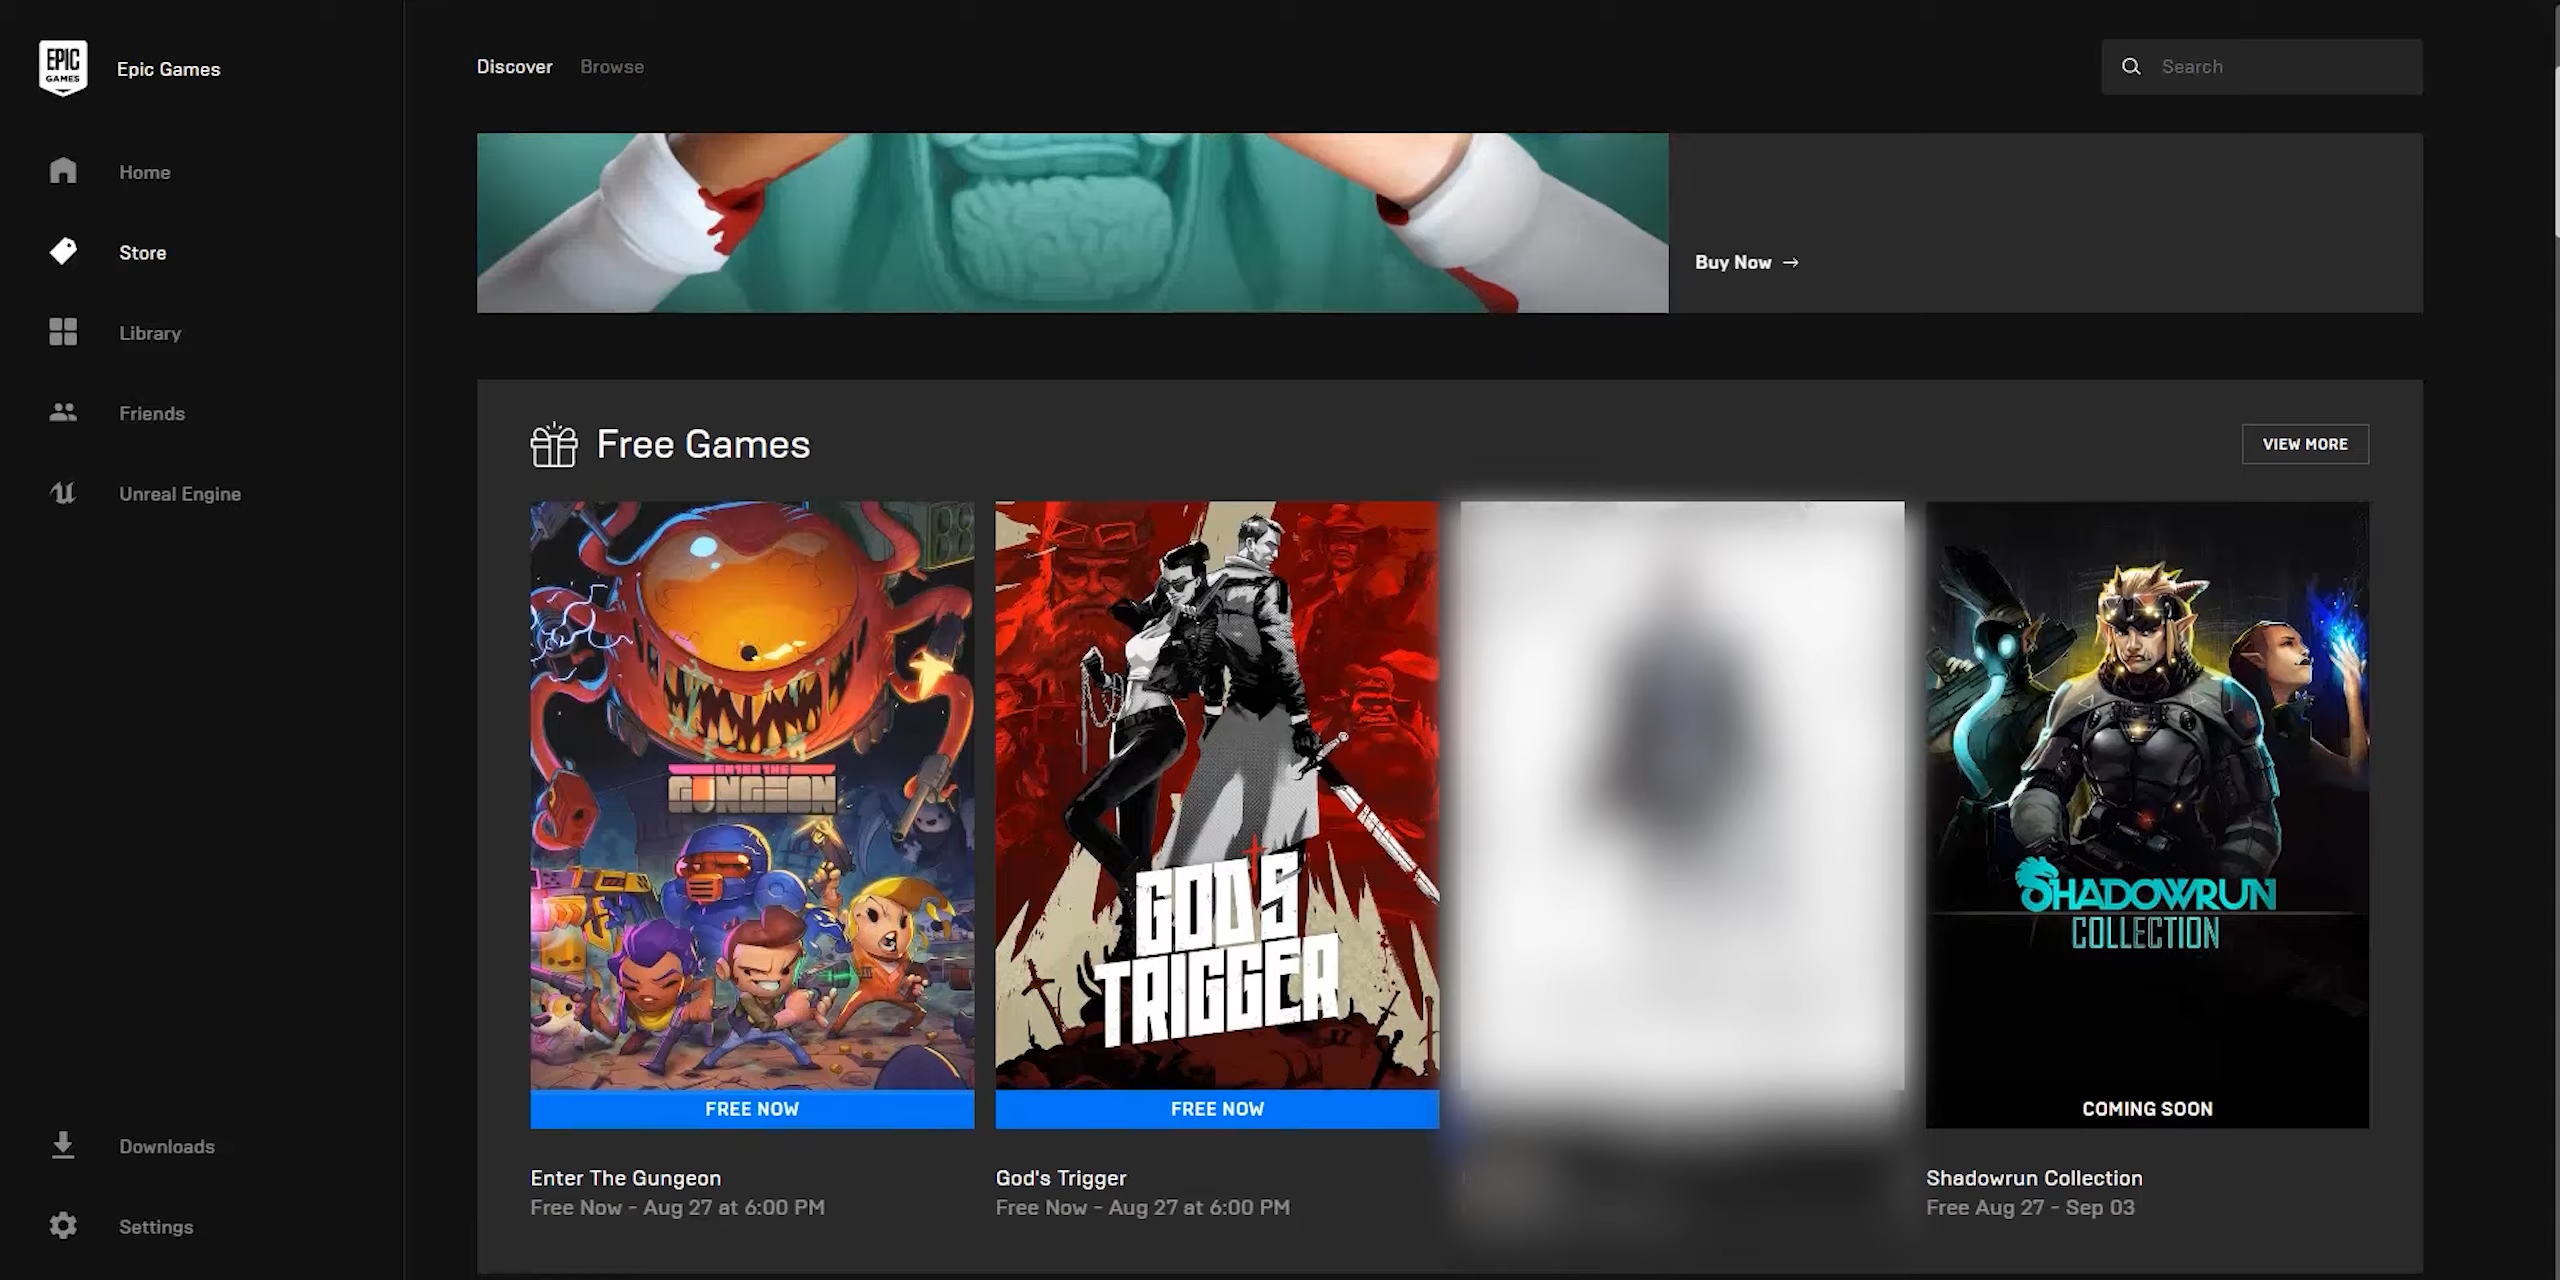 EPIC
GAMES
Epic Games
Discover
Browse
Search
Home
Store
Library
Friends
Unreal Engine
Downloads
Settings
Buy Now →
Free Games
VIEW MORE
ENTER THE
GUNGEON
GOD'S
TRIGGER
SHADOWRUN
COLLECTION
FREE NOW
FREE NOW
COMING SOON
Enter The Gungeon
Free Now - Aug 27 at 6:00 PM
God's Trigger
Free Now - Aug 27 at 6:00 PM
Shadowrun Collection
Free Aug 27 - Sep 03